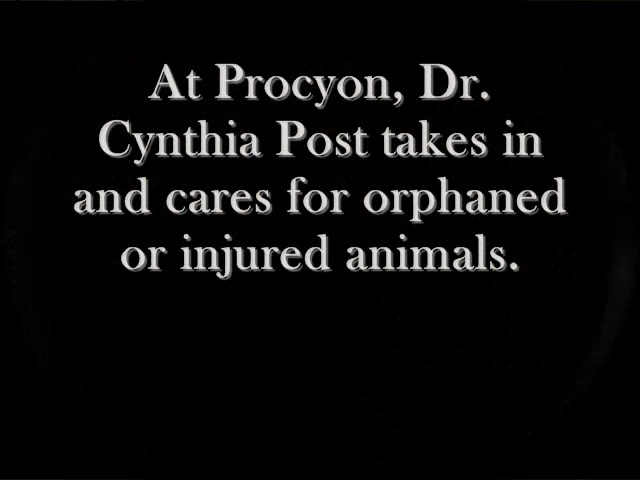 At Procyon, Dr.
Cynthia Post takes in
and cares for orphaned
or injured animals.